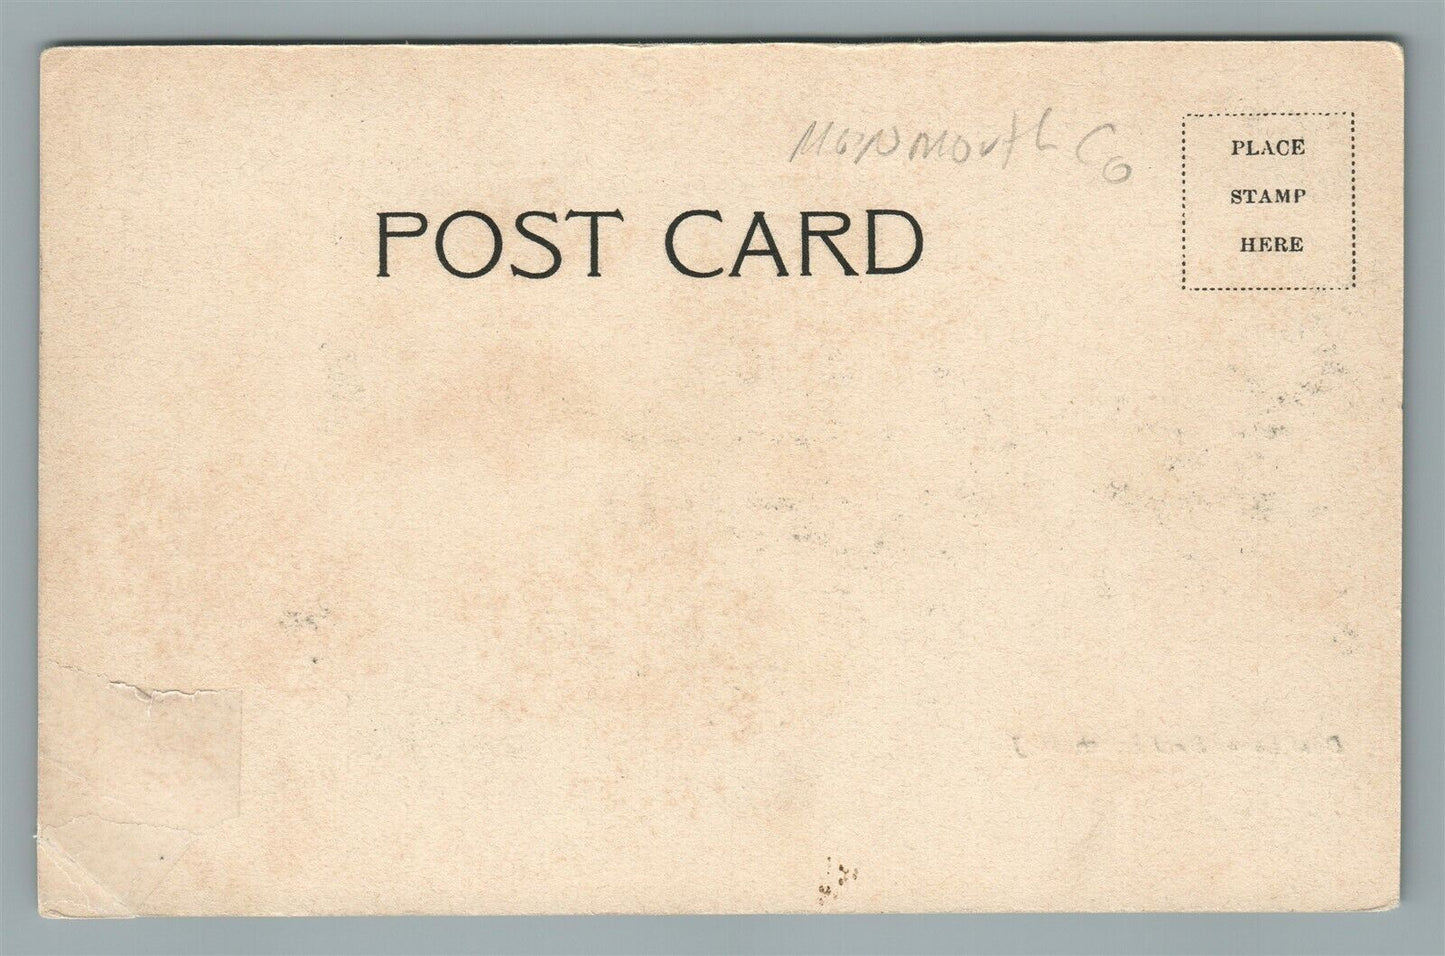 Monmouth Co
POST CARD
PLACE
STAMP
HERE